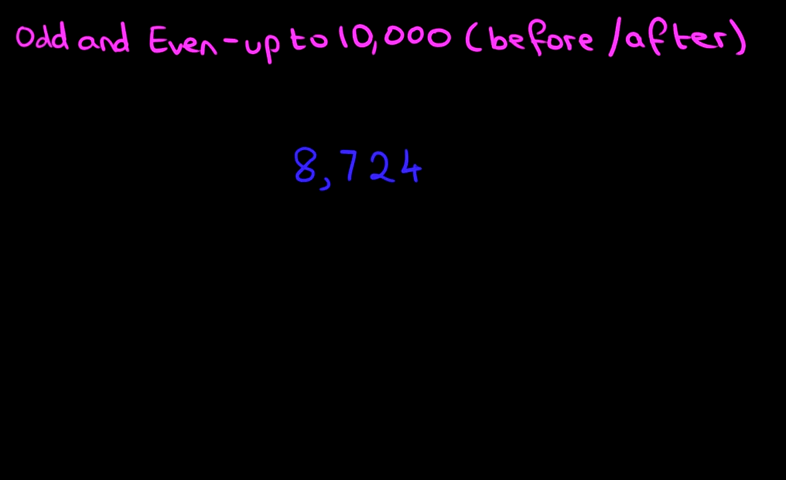 Odd and Even-up to 10,000 (before/after)
8,724